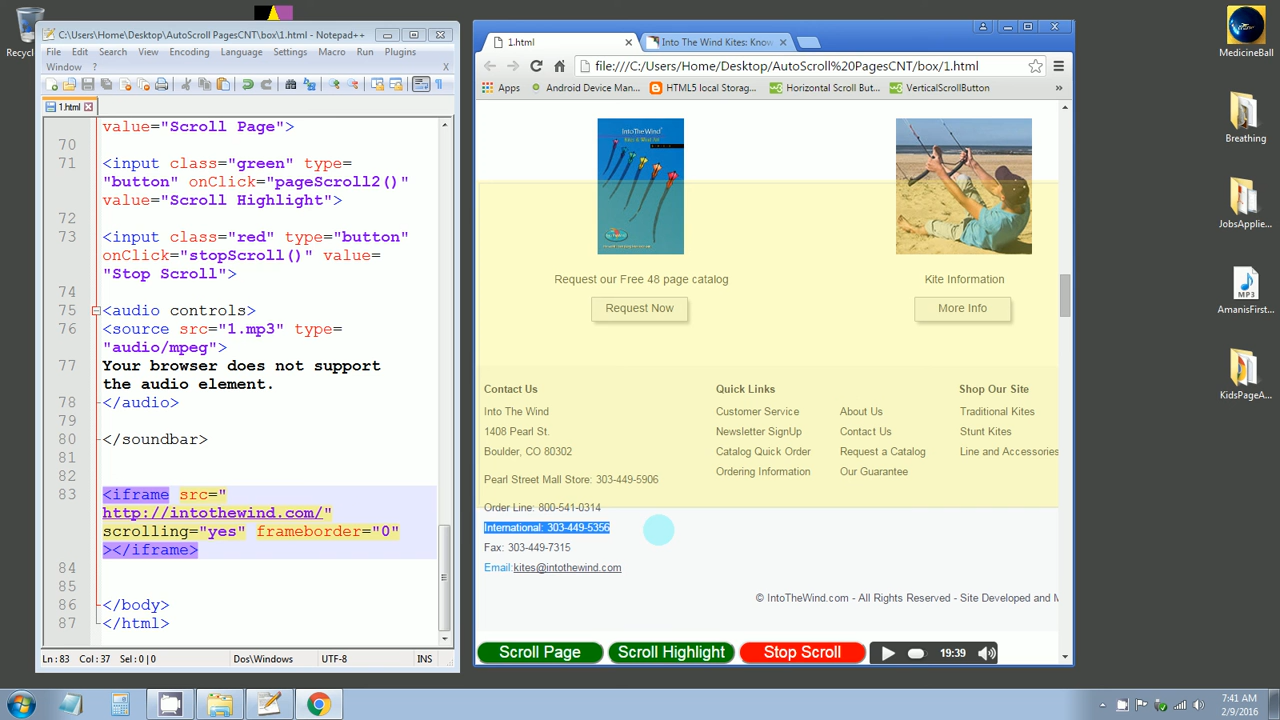 Recycl
C:\Users\Home\Desktop\AutoScroll PagesCNT\box\1.html - Notepad++
File Edit Search View Encoding Language Settings Macro Run Plugins
Window
1.html
value="Scroll Page">
70
71 <input class="green" type=
"button" onClick="pageScroll2()"
value="Scroll Highlight">
72
73 <input class="red" type="button"
onClick="stopScroll()" value=
"Stop Scroll">
74
75 <audio controls>
76 <source src="1.mp3" type=
"audio/mpeg">
77 Your browser does not support
the audio element.
78 </audio>
79
80 </soundbar>
81
82
83 <iframe src="
http://intothewind.com/"
scrolling="yes" frameborder="0"
></iframe>
84
85
86 </body>
87 </html>
Ln : 83 Col : 37 Sel : 0 | 0 Dos\Windows UTF-8 INS
1.html
Into The Wind Kites: Know
file:///C:/Users/Home/Desktop/AutoScroll%20PagesCNT/box/1.html
Apps Android Device Man... HTML5 local Storag... Horizontal Scroll But... VerticalScrollButton »
IntoTheWind
Request our Free 48 page catalog
Request Now
Kite Information
More Info
Contact Us
Into The Wind
1408 Pearl St.
Boulder, CO 80302
Pearl Street Mall Store: 303-449-5906
Order Line: 800-541-0314
International: 303-449-5356
Fax: 303-449-7315
Email:kites@intothewind.com
Quick Links
Customer Service About Us
Newsletter SignUp Contact Us
Catalog Quick Order Request a Catalog
Ordering Information Our Guarantee
Shop Our Site
Traditional Kites
Stunt Kites
Line and Accessories
© IntoTheWind.com - All Rights Reserved - Site Developed and M
Scroll Page Scroll Highlight Stop Scroll 19:39
MedicineBall
Breathing
JobsApplie...
MP3
AmanisFirst...
KidsPageA...
7:41 AM
2/9/2016